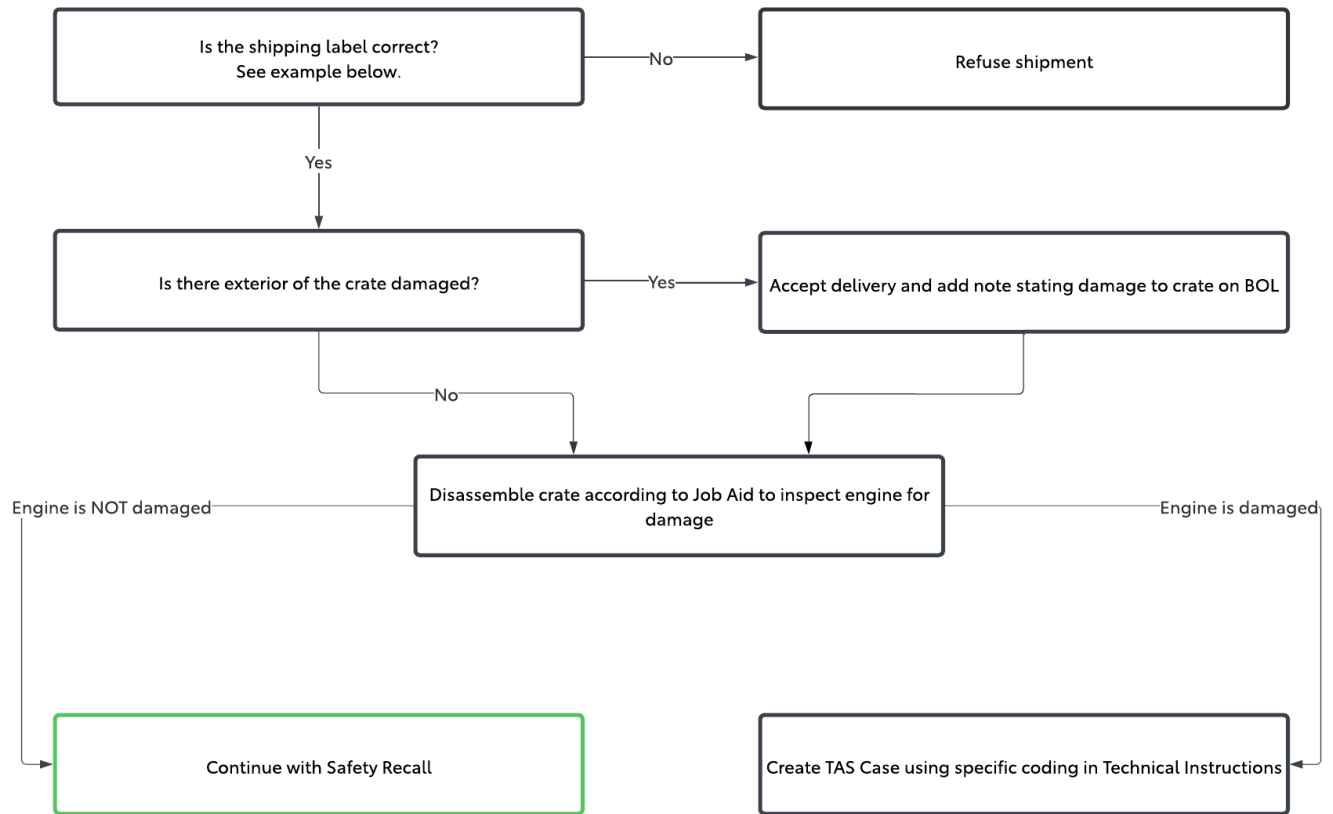 Is the shipping label correct?
See example below.
No
Refuse shipment
Yes
Is there exterior of the crate damaged?
Yes
Accept delivery and add note stating damage to crate on BOL
No
Disassemble crate according to Job Aid to inspect engine for
damage
Engine is NOT damaged
Engine is damaged
Continue with Safety Recall
Create TAS Case using specific coding in Technical Instructions